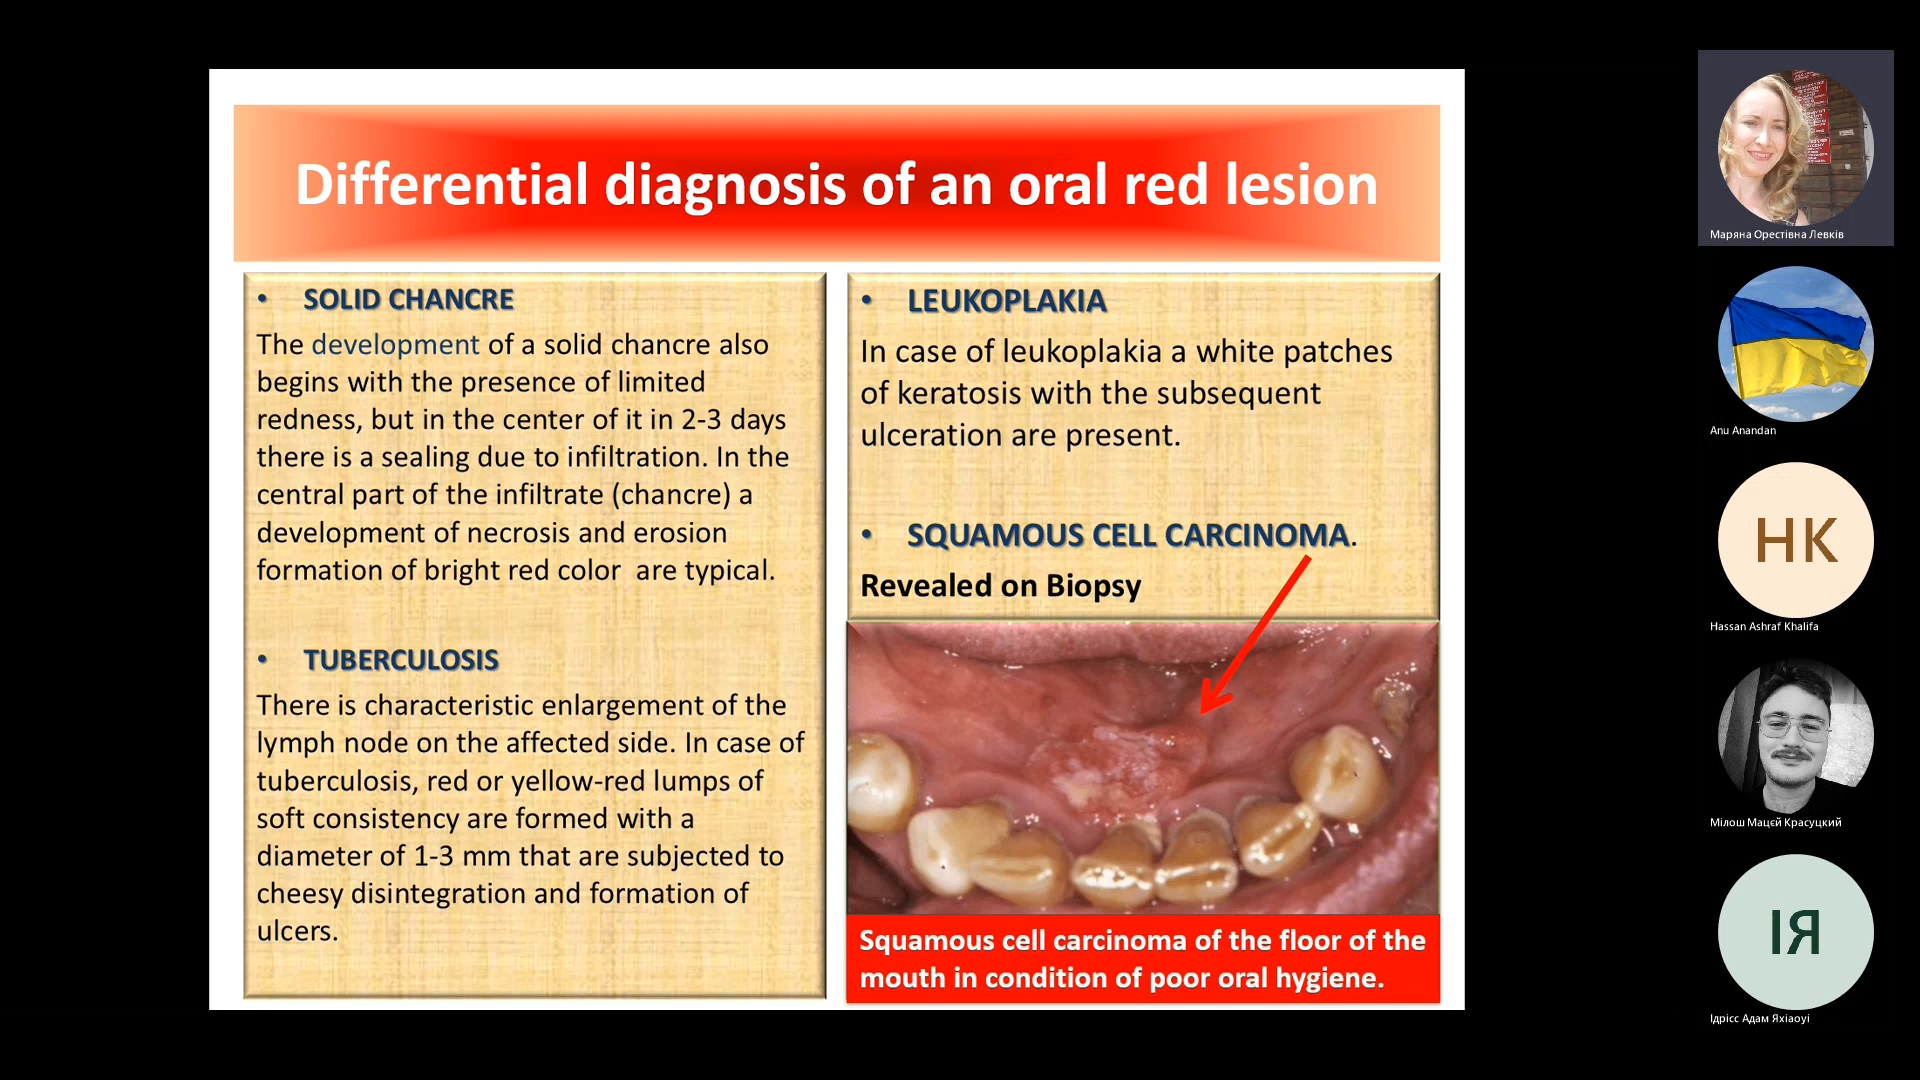 Differential diagnosis of an oral red lesion
• SOLID CHANCRE
The development of a solid chancre also
begins with the presence of limited
redness, but in the center of it in 2-3 days
there is a sealing due to infiltration. In the
central part of the infiltrate (chancre) a
development of necrosis and erosion
formation of bright red color are typical.
• TUBERCULOSIS
There is characteristic enlargement of the
lymph node on the affected side. In case of
tuberculosis, red or yellow-red lumps of
soft consistency are formed with a
diameter of 1-3 mm that are subjected to
cheesy disintegration and formation of
ulcers.
• LEUKOPLAKIA
In case of leukoplakia a white patches
of keratosis with the subsequent
ulceration are present.
• SQUAMOUS CELL CARCINOMA.
Revealed on Biopsy
Squamous cell carcinoma of the floor of the
mouth in condition of poor oral hygiene.
Маряна Орестівна Левків
Anu Anandan
НК
Hassan Ashraf Khalifa
Мілош Мацєй Красуцкий
ІЯ
Ідрісс Адам Яхіаоуі